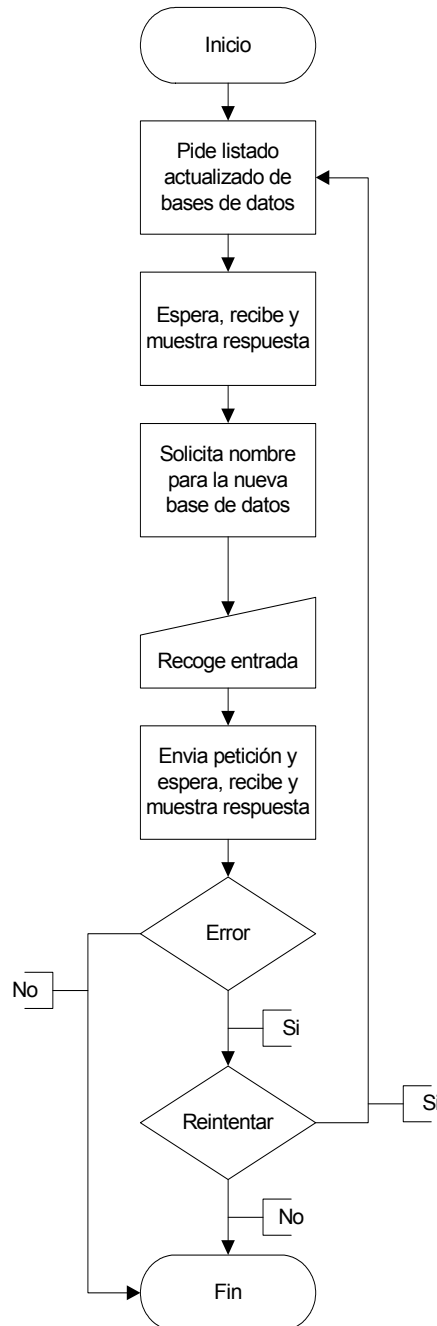 Inicio
Pide listado
actualizado de
bases de datos
Espera, recibe y
muestra respuesta
Solicita nombre
para la nueva
base de datos
Recoge entrada
Envia petición y
espera, recibe y
muestra respuesta
Error
No
Si
Reintentar
Si
No
Fin